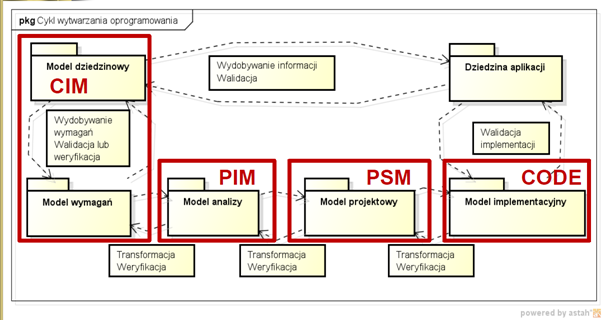 pkg Cykl wytwarzania oprogramowania
Model dziedzinowy
CIM
Wydobywanie informacji
Walidacja
Dziedzina aplikacji
Wydobywanie
wymagań
Walidacja lub
weryfikacja
Walidacja
implementacji
PIM
PSM
CODE
Model wymagań
Model analizy
Model projektowy
Model implementacyjny
Transformacja
Weryfikacja
Transformacja
Weryfikacja
Transformacja
Weryfikacja
powered by astah*